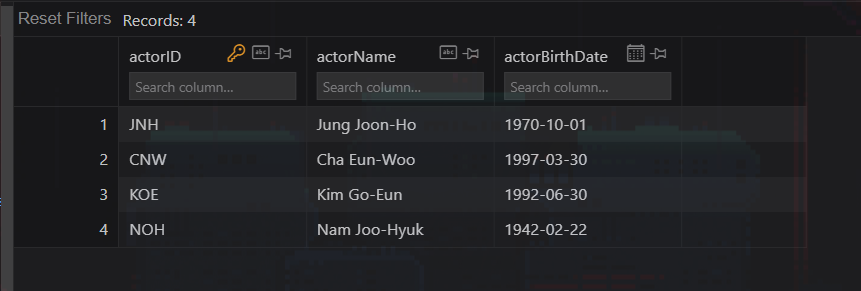 Reset Filters Records: 4
actorID abc actorName abc actorBirthDate
Search column... Search column... Search column...
1 JNH Jung Joon-Ho 1970-10-01
2 CNW Cha Eun-Woo 1997-03-30
3 KOE Kim Go-Eun 1992-06-30
4 NOH Nam Joo-Hyuk 1942-02-22